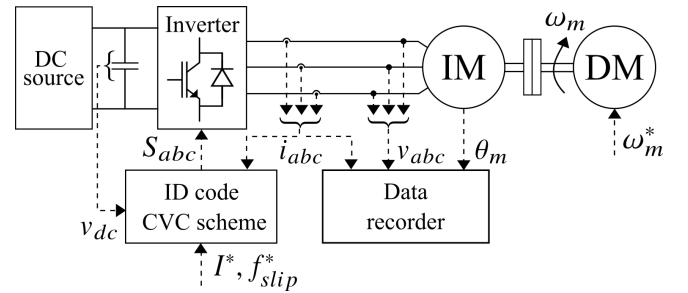 DC
source
Inverter
IM
ω_m
DM
S_abc
i_abc
v_abc
θ_m
ω_m^*
v_dc
ID code
CVC scheme
Data
recorder
I^*, f_slip^*